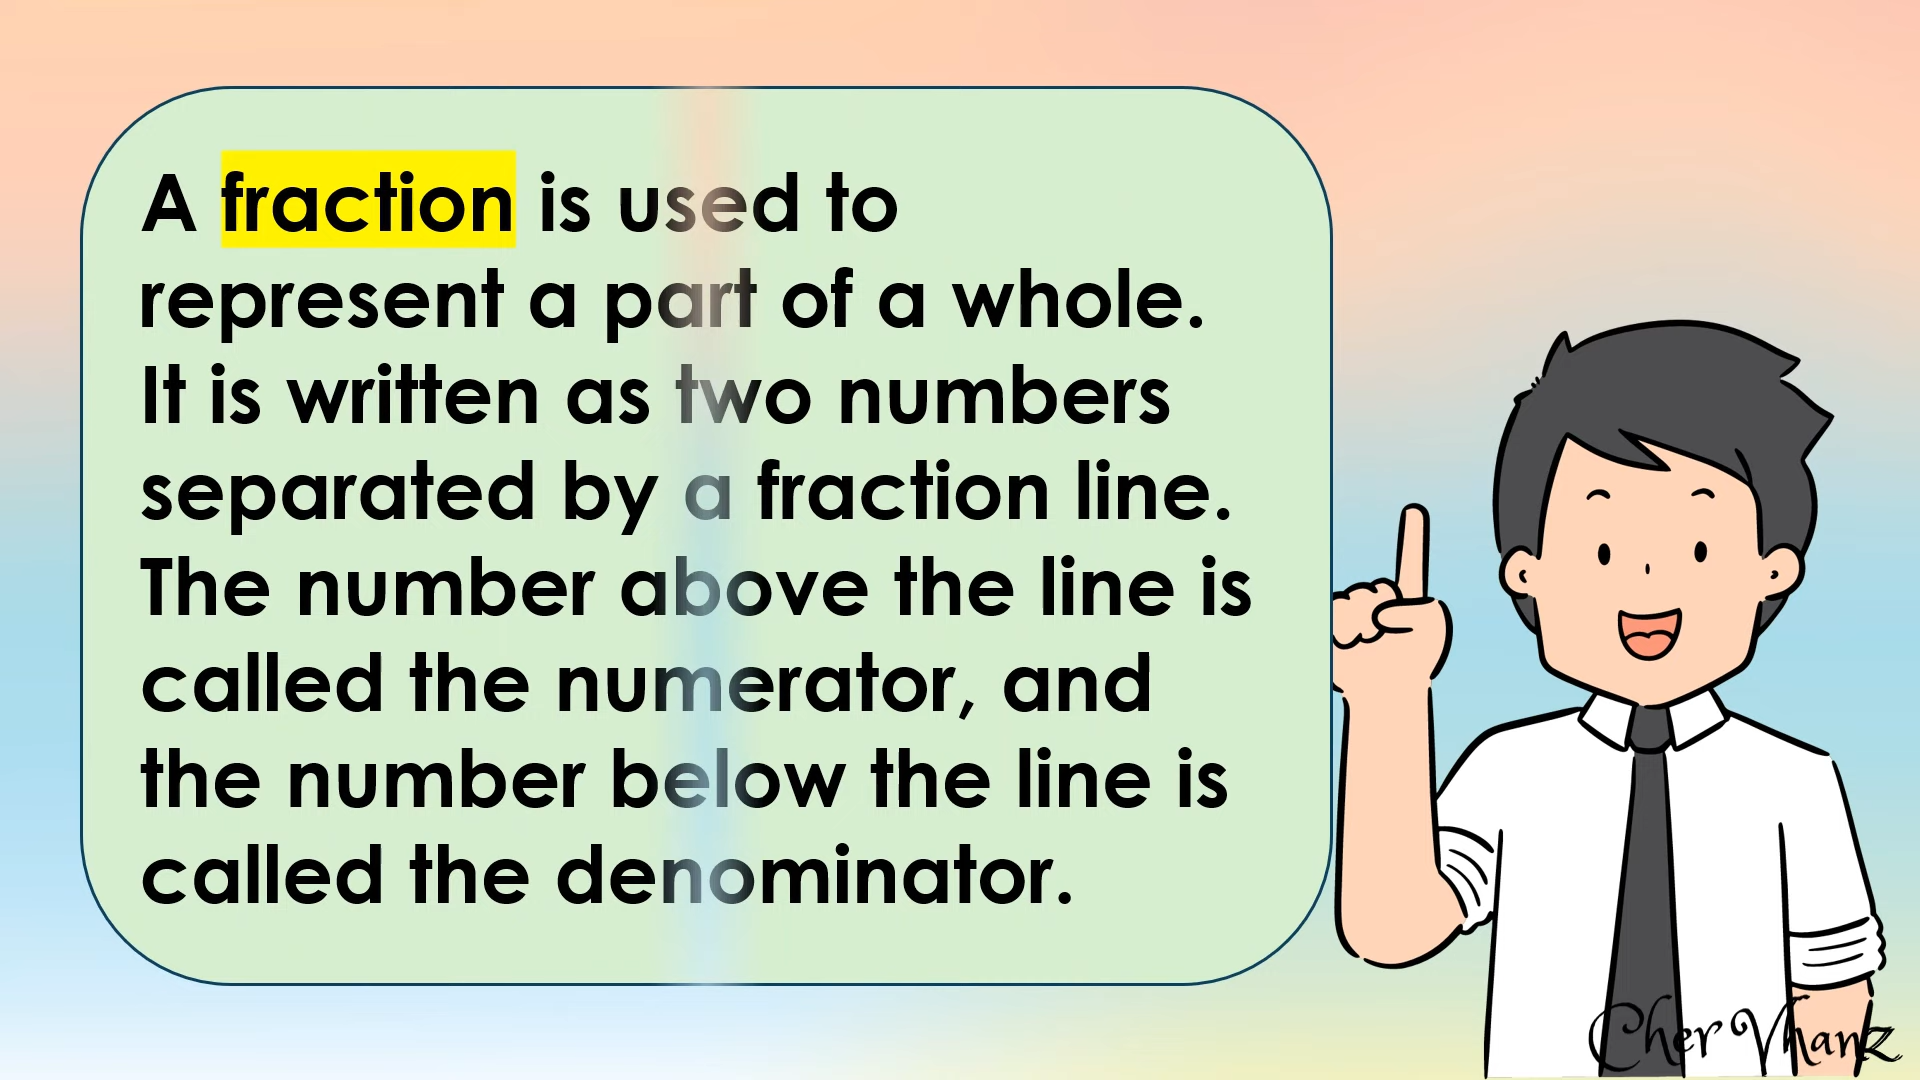 A fraction is used to
represent a part of a whole.
It is written as two numbers
separated by a fraction line.
The number above the line is
called the numerator, and
the number below the line is
called the denominator.
Cher Vhanz